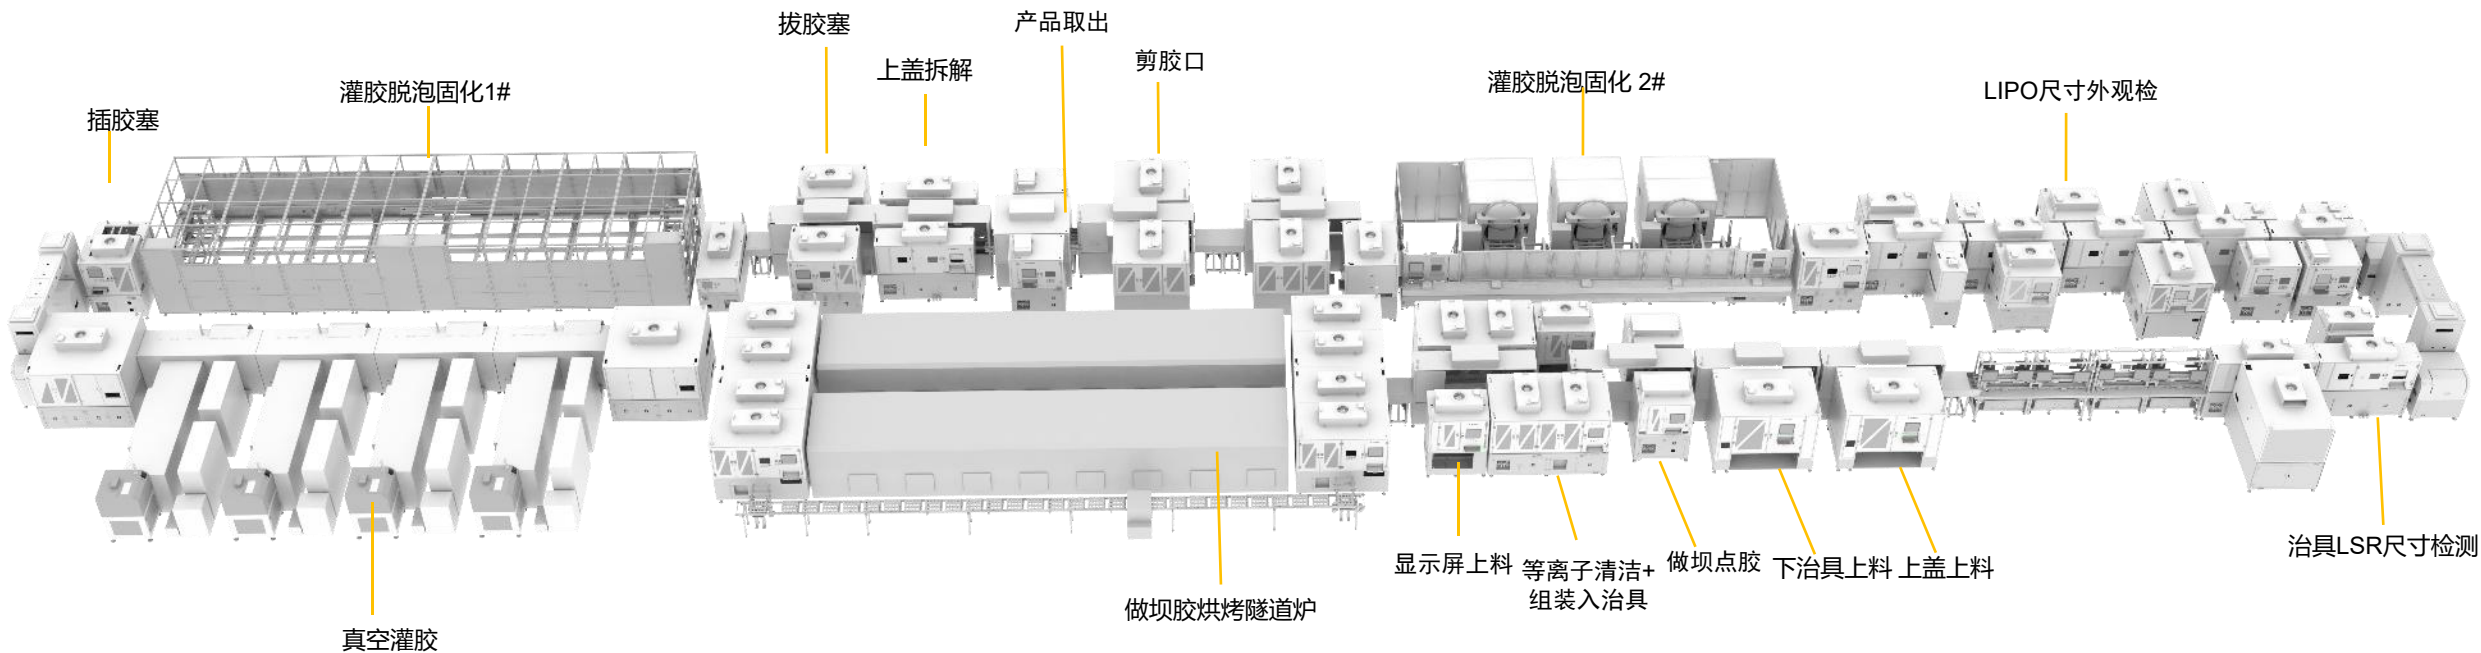 产品取出
拔胶塞
剪胶口
上盖拆解
灌胶脱泡固化 2#
灌胶脱泡固化1#
LIPO尺寸外观检
插胶塞
治具LSR尺寸检测
显示屏上料
等离子清洁+
组装入治具
做坝点胶
下治具上料
上盖上料
做坝胶烘烤隧道炉
真空灌胶